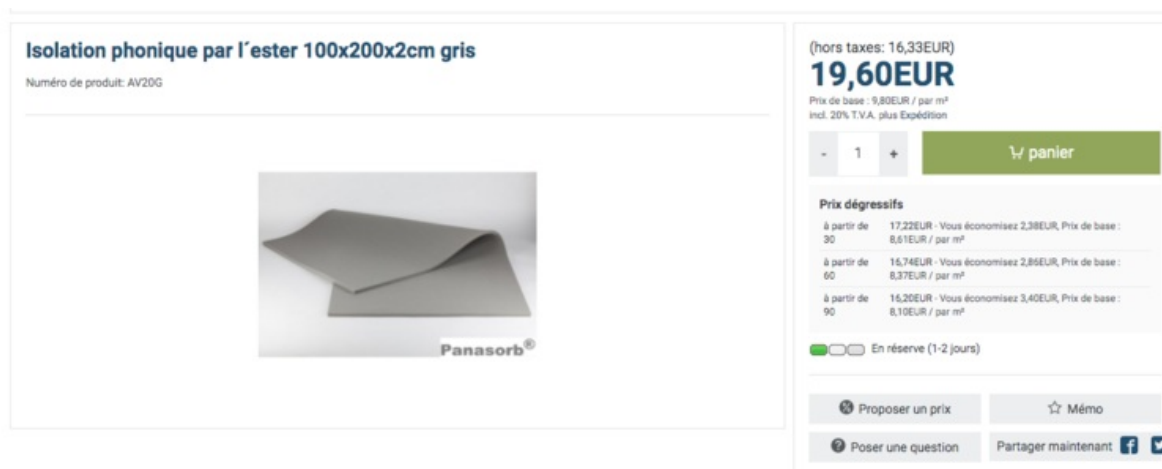 Isolation phonique par l´ester 100x200x2cm gris
Numéro de produit: AV20G
Panasorb®
(hors taxes: 16,33EUR)
19,60EUR
Prix de base : 9,80EUR / par m²
incl. 20% T.V.A. plus Expédition
- 1 +
panier
Prix dégressifs
à partir de 30
17,22EUR - Vous économisez 2,38EUR, Prix de base :
8,61EUR / par m²
à partir de 60
16,74EUR - Vous économisez 2,86EUR, Prix de base :
8,37EUR / par m²
à partir de 90
16,20EUR - Vous économisez 3,40EUR, Prix de base :
8,10EUR / par m²
En réserve (1-2 jours)
Proposer un prix
Mémo
Poser une question
Partager maintenant